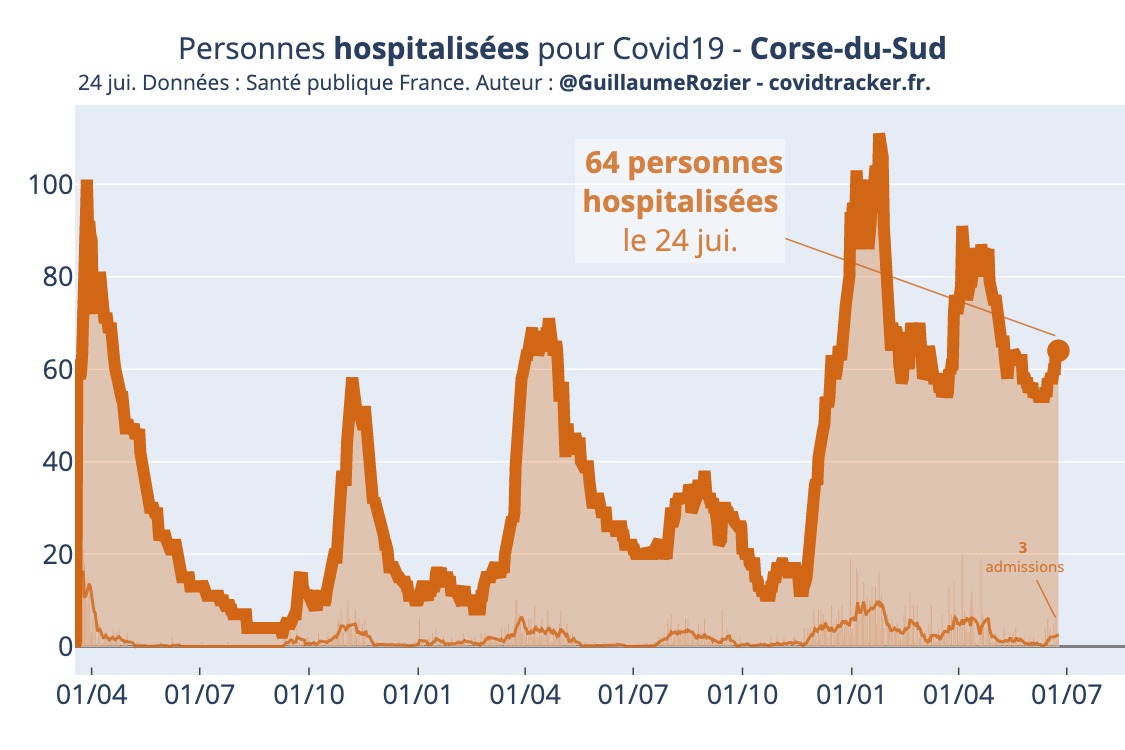 Personnes hospitalisées pour Covid19 - Corse-du-Sud
24 jui. Données : Santé publique France. Auteur : @GuillaumeRozier - covidtracker.fr.
64 personnes
hospitalisées
le 24 jui.
100
80
60
40
20
0
3
admissions
01/04 01/07 01/10 01/01 01/04 01/07 01/10 01/01 01/04 01/07